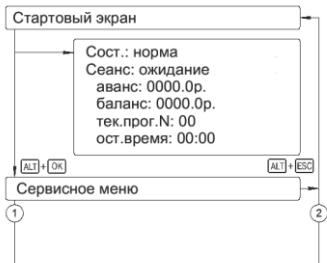 Стартовый экран
Сост.: норма
Сеанс: ожидание
аванс: 0000.0р.
баланс: 0000.0р.
тек.прог.N: 00
ост.время: 00:00
ALT + OK
ALT + ESC
Сервисное меню
1
2